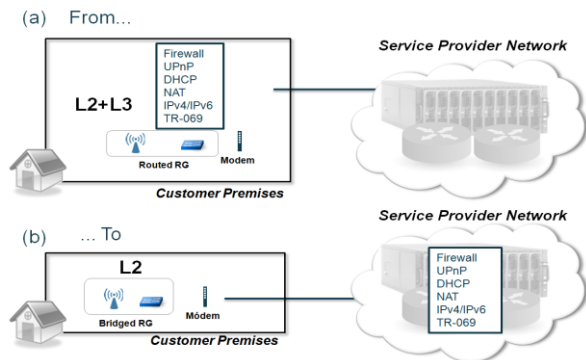 (a) From...
Service Provider Network
Firewall
UPnP
DHCP
NAT
IPv4/IPv6
TR-069
L2+L3
Routed RG
Modem
Customer Premises
Service Provider Network
(b) ... To
L2
Bridged RG
Módem
Customer Premises
Firewall
UPnP
DHCP
NAT
IPv4/IPv6
TR-069